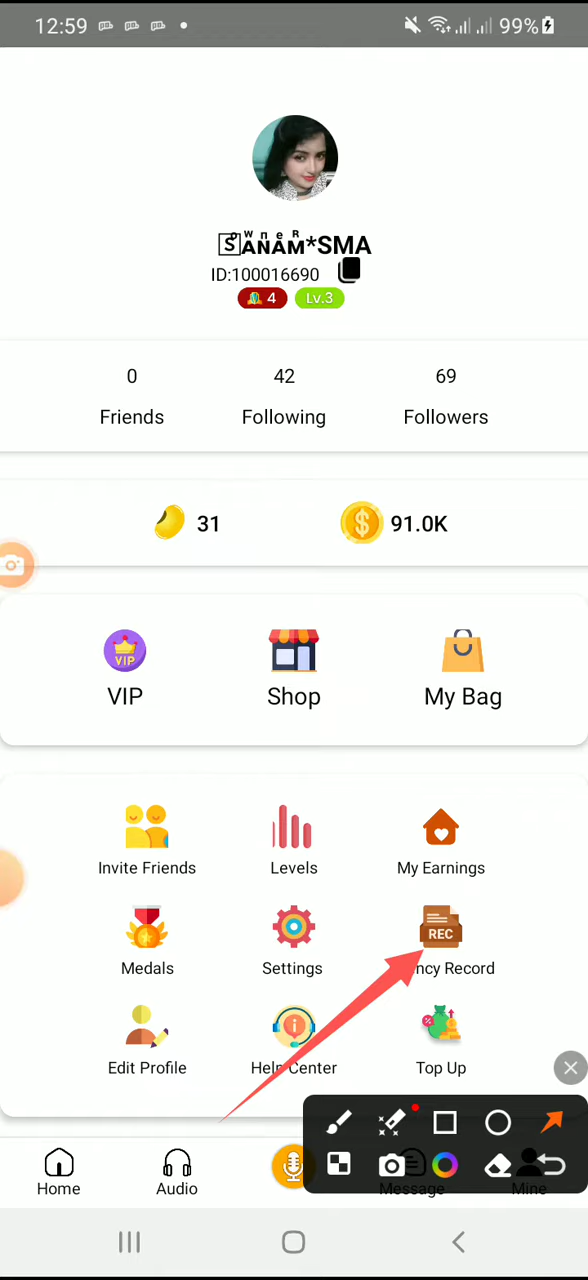 12:59
99%
🅂ANAM*SMA
ID:100016690
4 Lv.3
0 42 69
Friends Following Followers
31 91.0K
VIP
VIP Shop My Bag
Invite Friends Levels My Earnings
REC
Medals Settings ncy Record
Edit Profile Help Center Top Up
Home Audio Message Mine